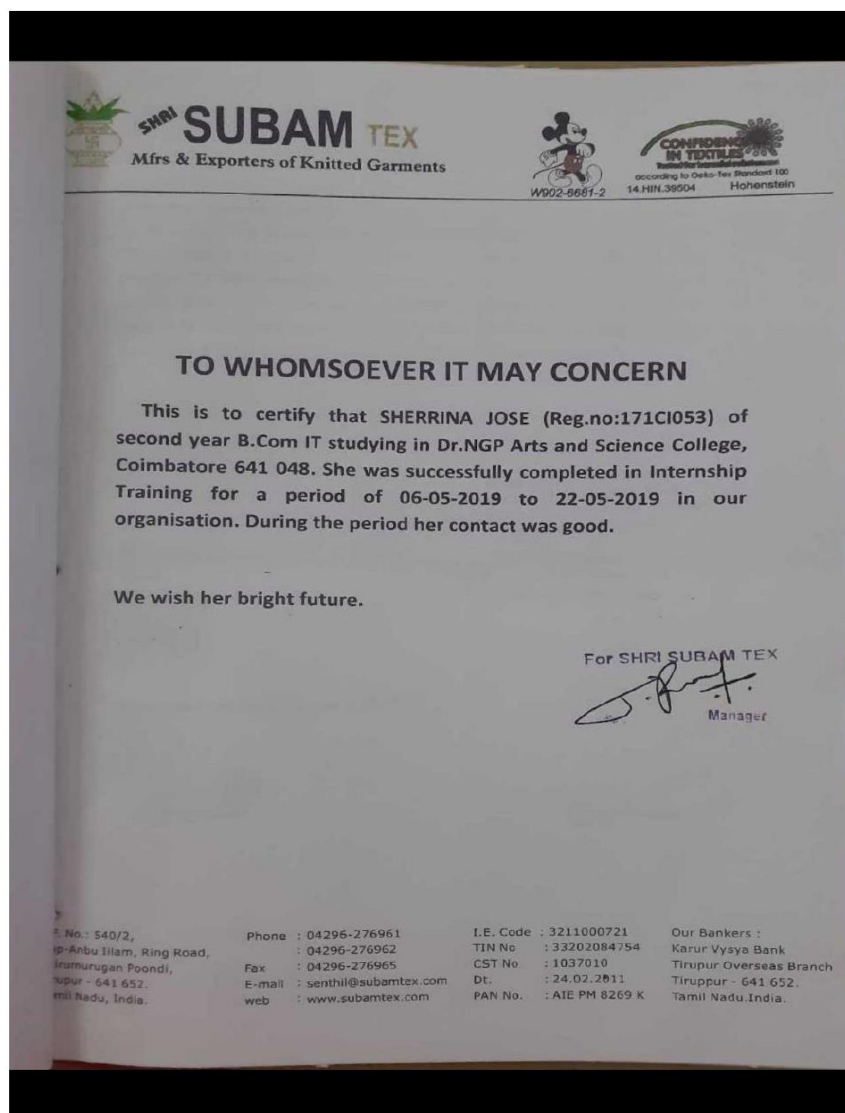 SHRI SUBAM TEX
Mfrs & Exporters of Knitted Garments
W902-6681-2
CONFIDENCE
IN TEXTILES
according to Oeko-Tex Standard 100
14.HIN.39504 Hohenstein
TO WHOMSOEVER IT MAY CONCERN
This is to certify that SHERRINA JOSE (Reg.no:171CI053) of
second year B.Com IT studying in Dr.NGP Arts and Science College,
Coimbatore 641 048. She was successfully completed in Internship
Training for a period of 06-05-2019 to 22-05-2019 in our
organisation. During the period her contact was good.
We wish her bright future.
For SHRI SUBAM TEX
Manager
No.: 540/2,
Illam, Ring Road,
Poondi,
641 652.
Nadu, India.
Phone : 04296-276961
: 04296-276962
Fax : 04296-276965
E-mail : senthil@subamtex.com
web : www.subamtex.com
I.E. Code : 3211000721
TIN No : 33202084754
CST No : 1037010
Dt. : 24.02.2011
PAN No. : AIE PM 8269 K
Our Bankers :
Karur Vysya Bank
Tirupur Overseas Branch
Tiruppur - 641 652.
Tamil Nadu.India.